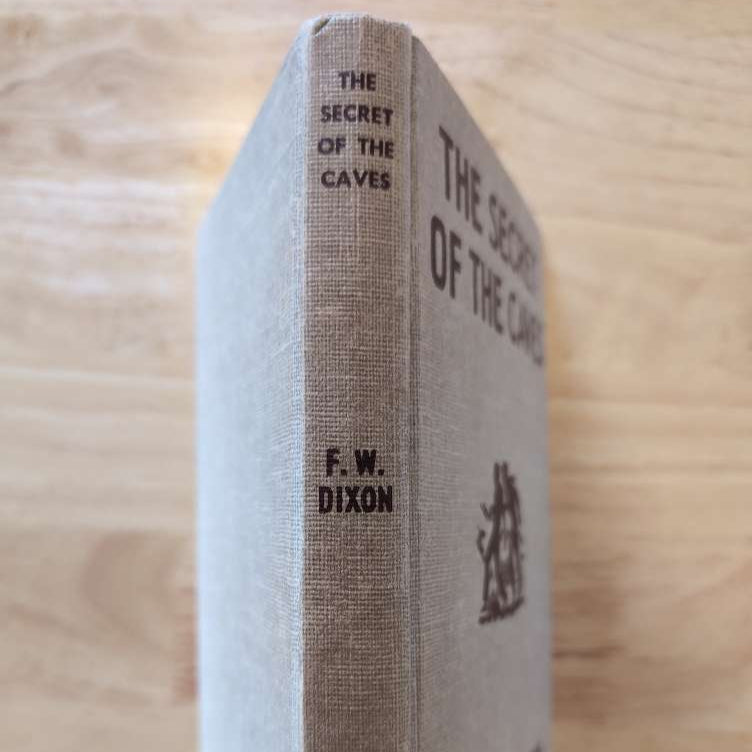 THE
SECRET
OF THE
CAVES
F. W.
DIXON
THE SECRET
OF THE CAVES